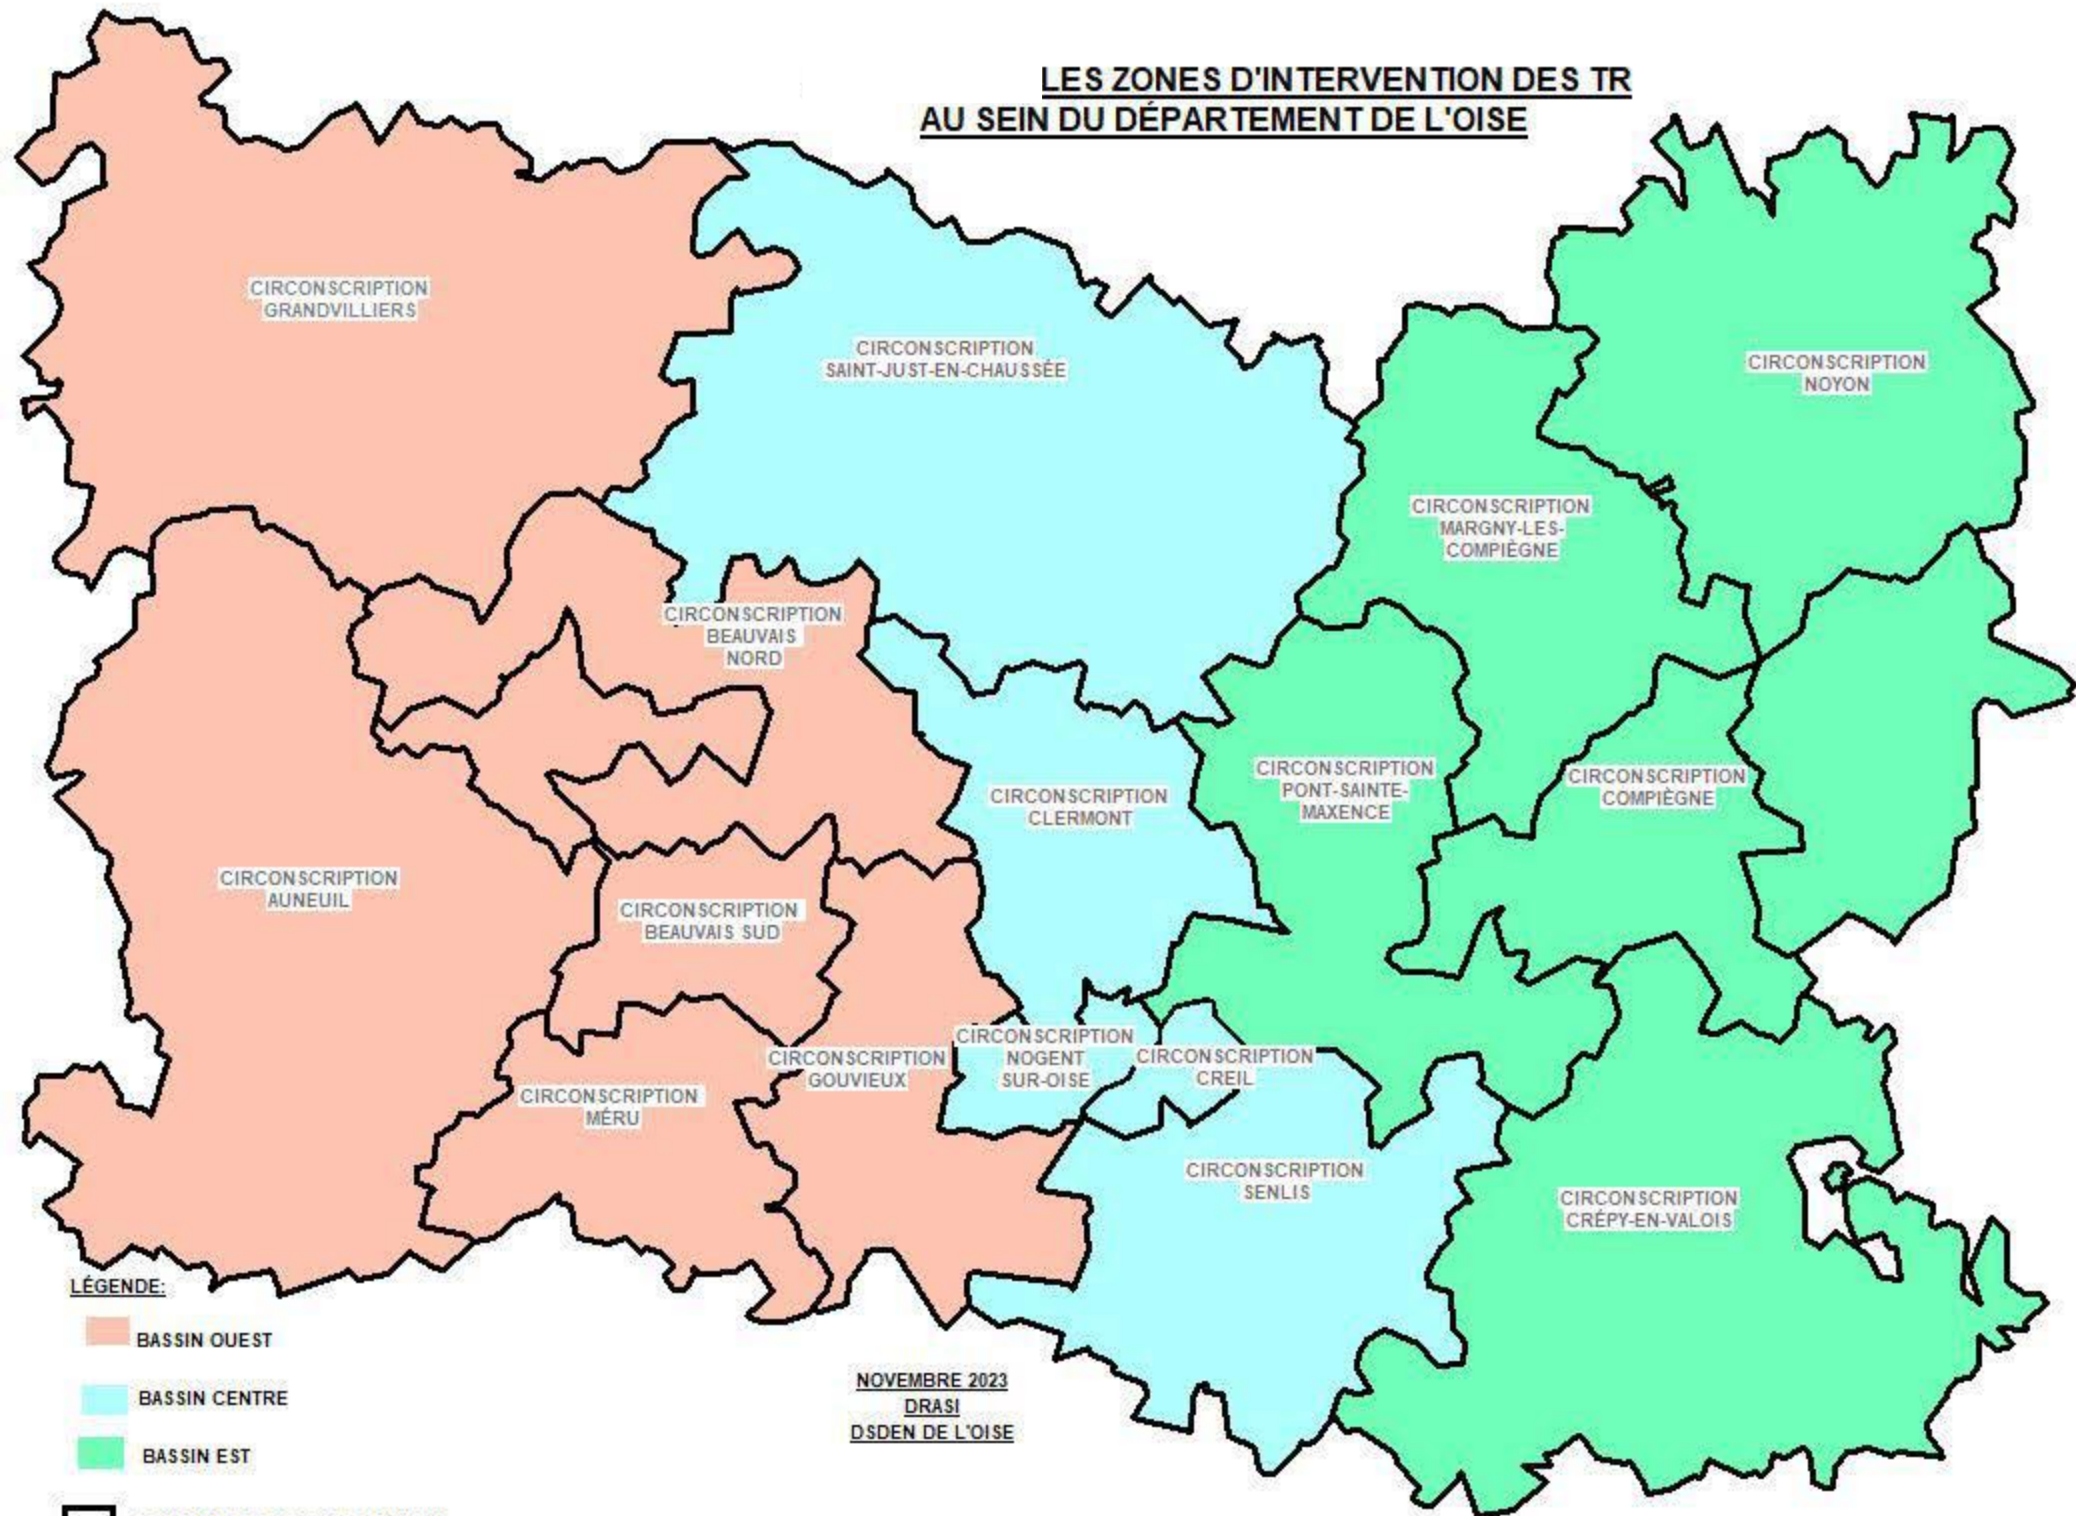 LES ZONES D'INTERVENTION DES TR
AU SEIN DU DÉPARTEMENT DE L'OISE
CIRCONSCRIPTION
GRANDVILLIERS
CIRCONSCRIPTION
SAINT-JUST-EN-CHAUSSÉE
CIRCONSCRIPTION
NOYON
CIRCONSCRIPTION
MARGNY-LES-
COMPIÈGNE
CIRCONSCRIPTION
BEAUVAIS
NORD
CIRCONSCRIPTION
PONT-SAINTE-
MAXENCE
CIRCONSCRIPTION
COMPIÈGNE
CIRCONSCRIPTION
CLERMONT
CIRCONSCRIPTION
AUNEUIL
CIRCONSCRIPTION
BEAUVAIS SUD
CIRCONSCRIPTION
NOGENT
SUR-OISE
CIRCONSCRIPTION
CREIL
CIRCONSCRIPTION
GOUVIEUX
CIRCONSCRIPTION
MÉRU
CIRCONSCRIPTION
SENLIS
CIRCONSCRIPTION
CRÉPY-EN-VALOIS
LÉGENDE:
BASSIN OUEST
BASSIN CENTRE
BASSIN EST
NOVEMBRE 2023
DRASI
DSDEN DE L'OISE